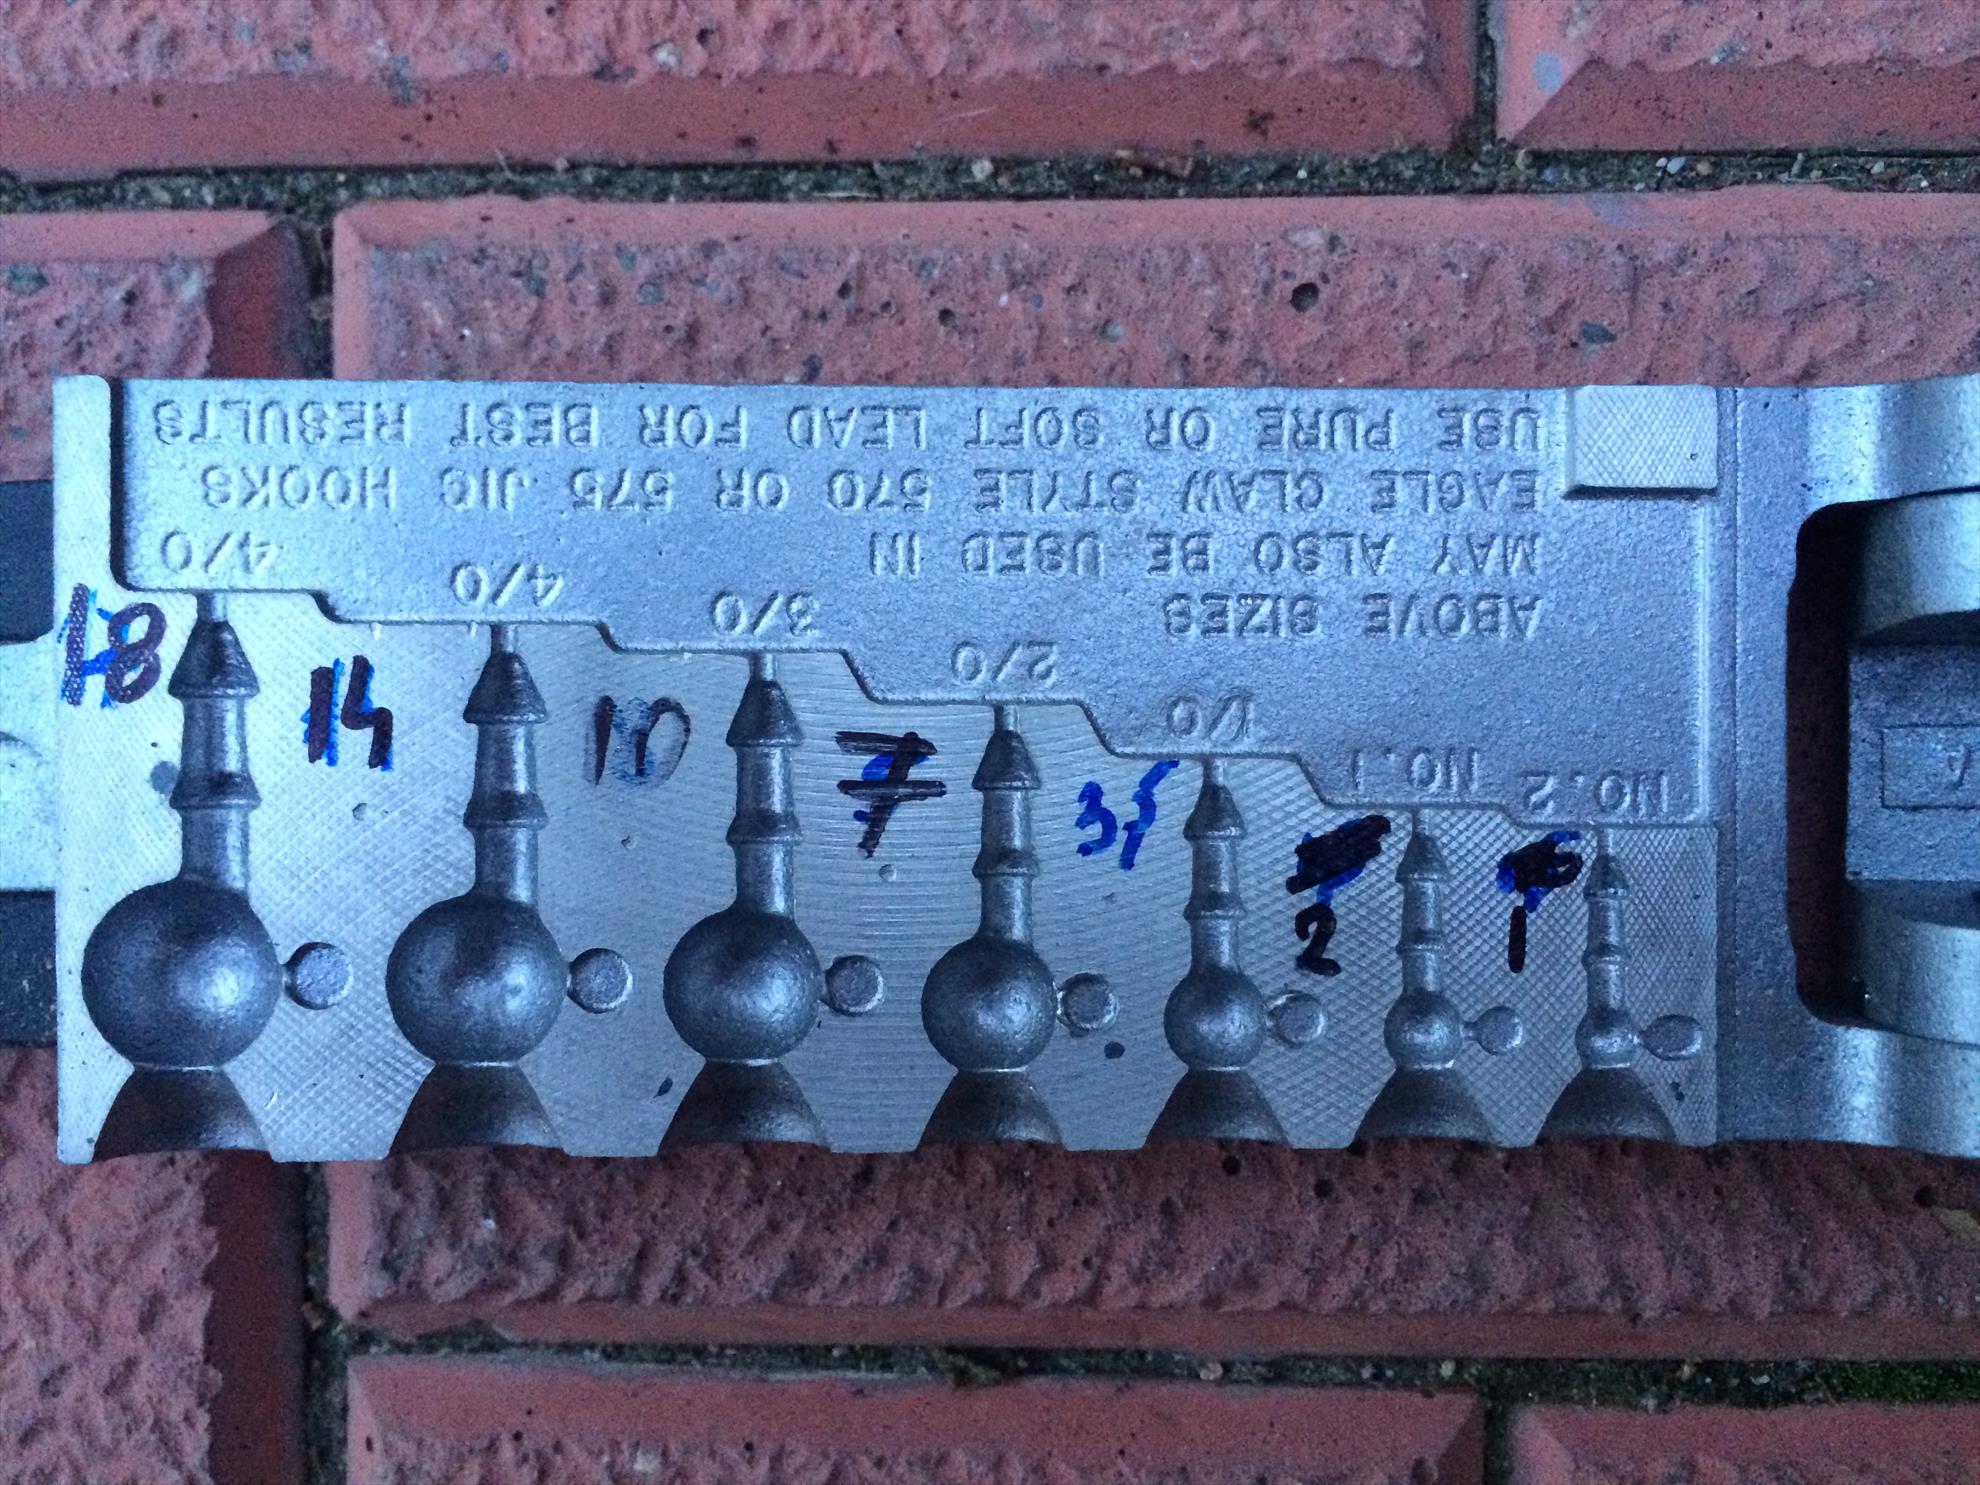 NO.2 NO.1 1/0 2/0 3/0 4/0 4/0
ABOVE SIZES
MAY ALSO BE USED IN
EAGLE CLAW STYLE 570 OR 575 JIG HOOKS
USE PURE OR SOFT LEAD FOR BEST RESULTS
18 14 10 7 2 1
A